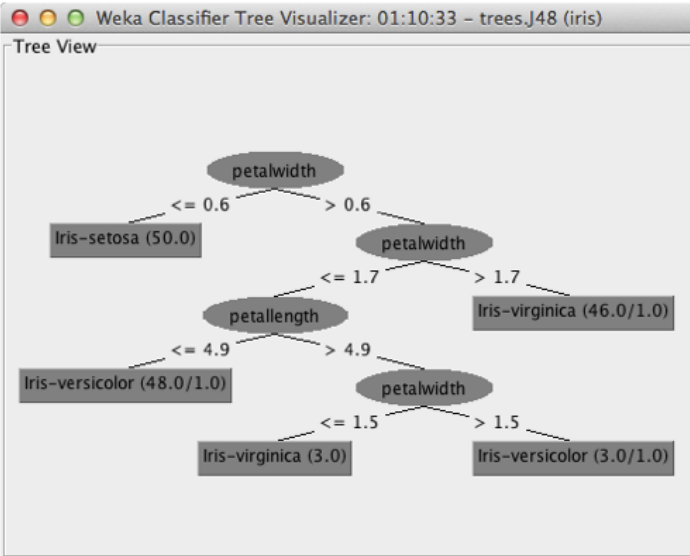 Weka Classifier Tree Visualizer: 01:10:33 – trees.J48 (iris)
Tree View
petalwidth
<= 0.6 > 0.6
Iris-setosa (50.0)
petalwidth
<= 1.7 > 1.7
Iris-virginica (46.0/1.0)
petallength
<= 4.9 > 4.9
Iris-versicolor (48.0/1.0)
petalwidth
<= 1.5 > 1.5
Iris-virginica (3.0) Iris-versicolor (3.0/1.0)